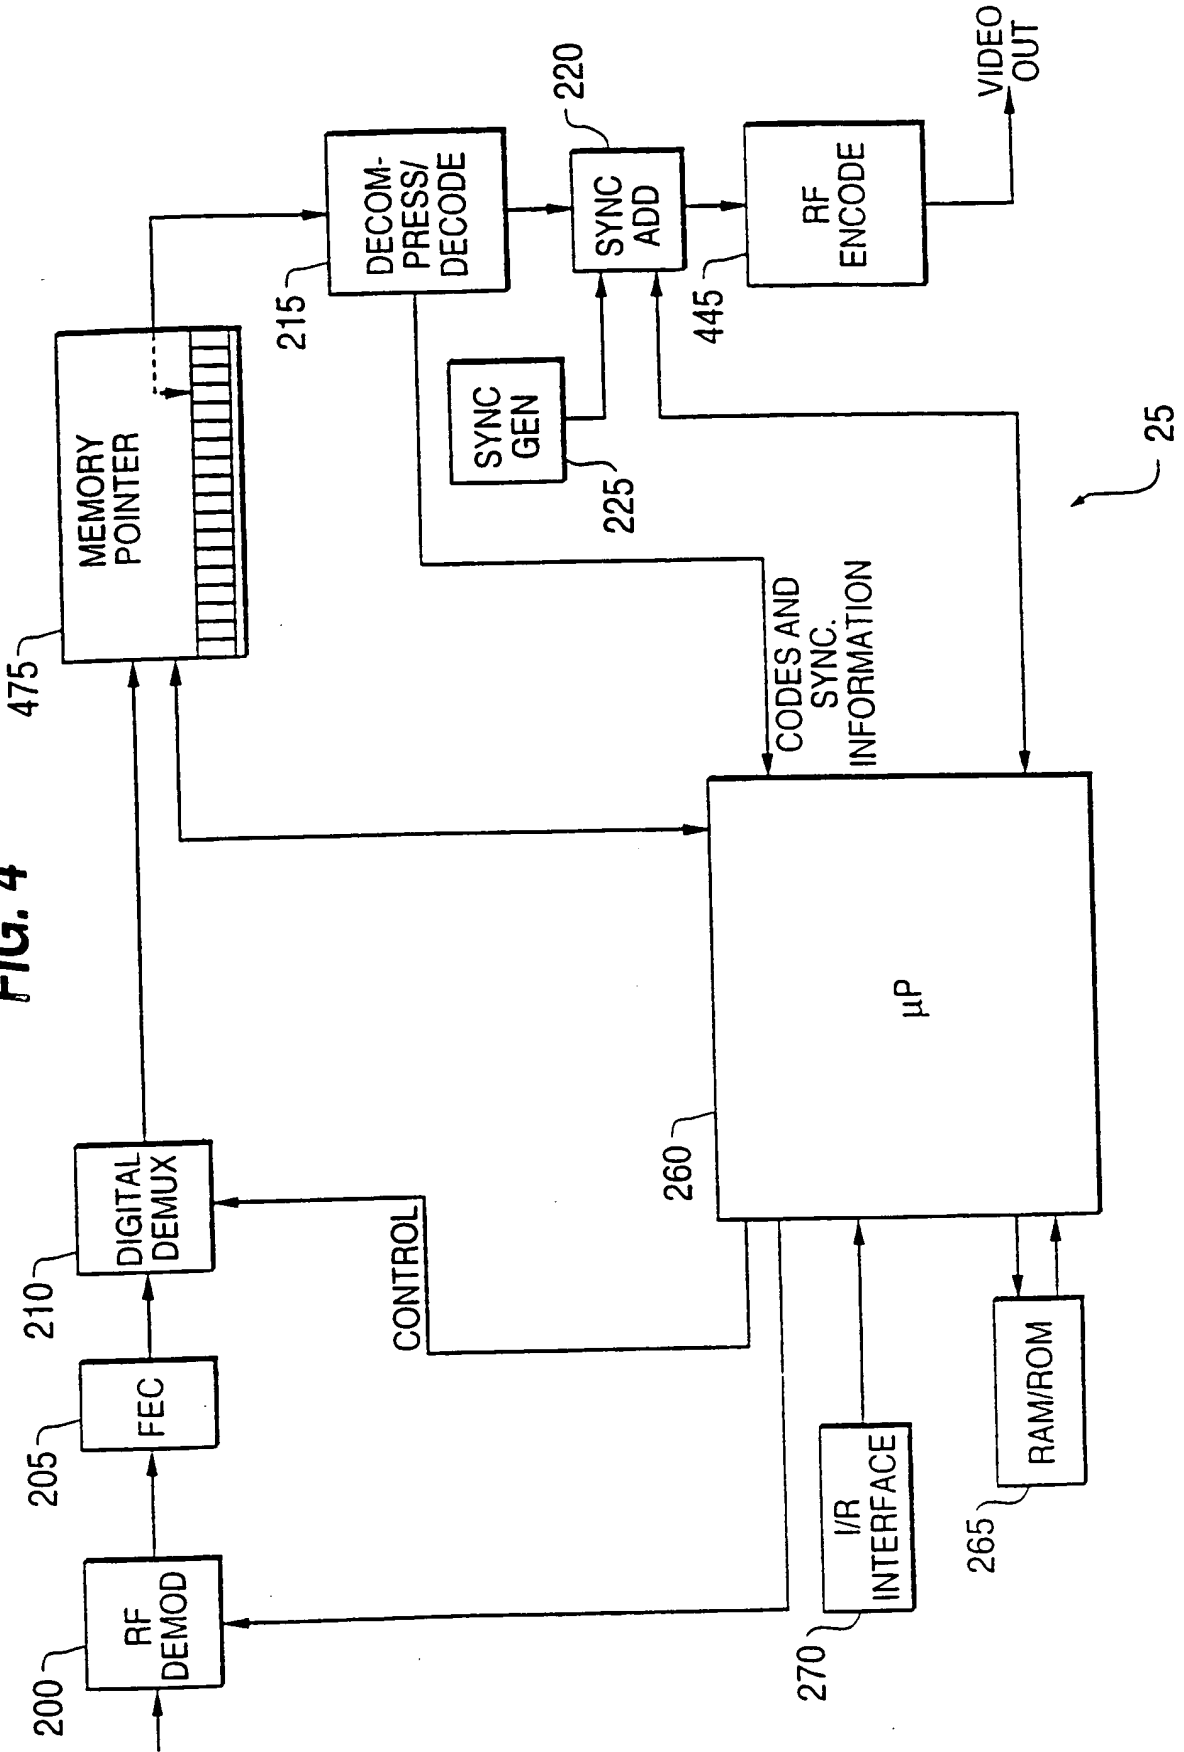 FIG. 4
200
RF
DEMOD
205
FEC
210
DIGITAL
DEMUX
475
MEMORY
POINTER
215
DECOM-
PRESS/
DECODE
220
SYNC
ADD
225
SYNC
GEN
445
RF
ENCODE
VIDEO
OUT
CONTROL
260
µP
CODES AND
SYNC.
INFORMATION
270
I/R
INTERFACE
265
RAM/ROM
25